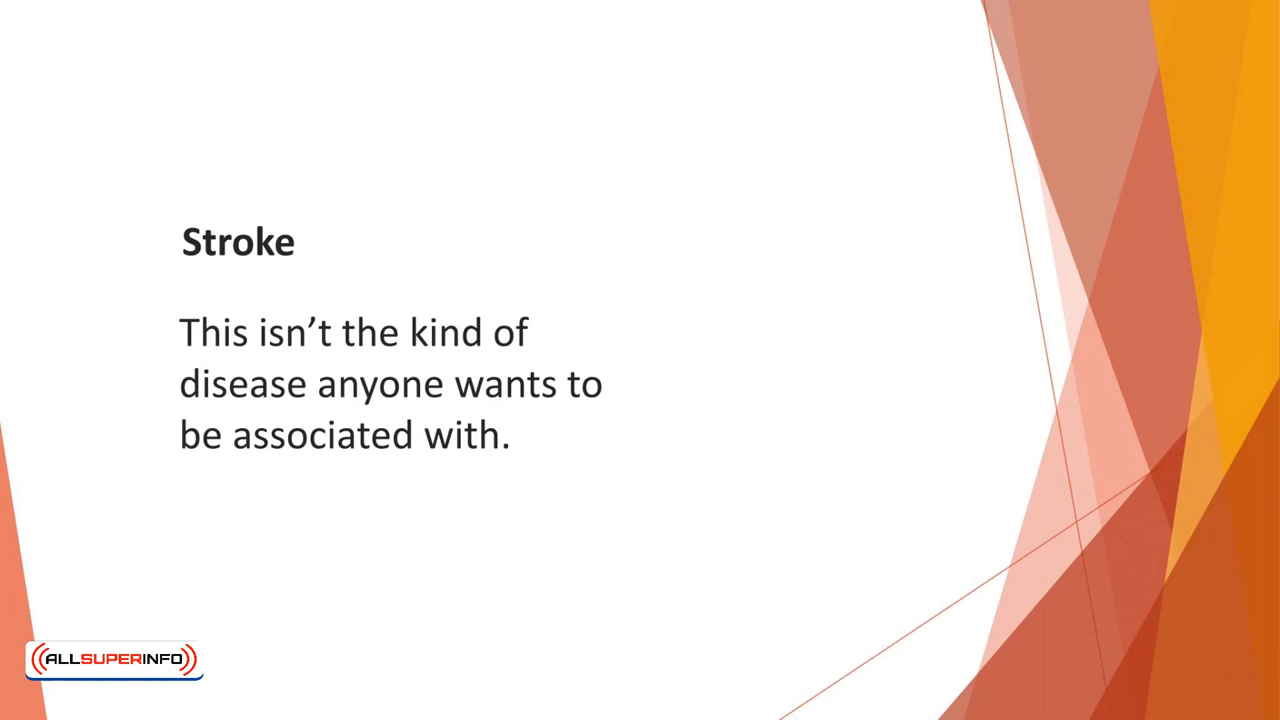 Stroke
This isn’t the kind of
disease anyone wants to
be associated with.
ALLSUPERINFO